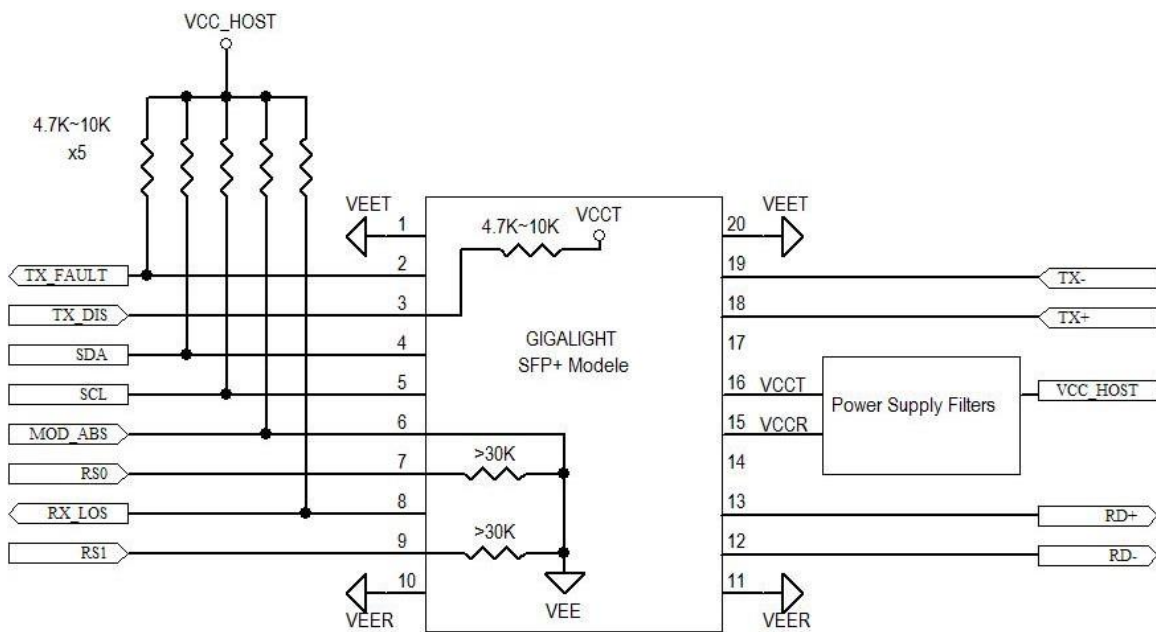 VCC_HOST
4.7K~10K
x5
VEET
1
4.7K~10K
VCCT
20
VEET
TX_FAULT
2
19
TX-
TX_DIS
3
18
TX+
SDA
4
GIGALIGHT
SFP+ Modele
17
SCL
5
16
VCCT
Power Supply Filters
VCC_HOST
MOD_ABS
6
15
VCCR
RS0
7
>30K
14
RX_LOS
8
13
RD+
RS1
9
>30K
12
RD-
10
VEER
VEE
11
VEER